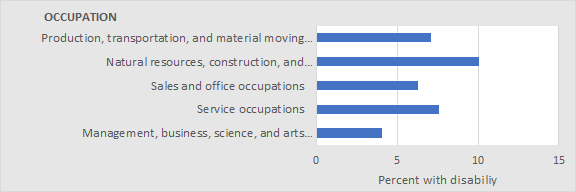 OCCUPATION
Production, transportation, and material moving...
Natural resources, construction, and...
Sales and office occupations
Service occupations
Management, business, science, and arts...
0 5 10 15
Percent with disabiliy